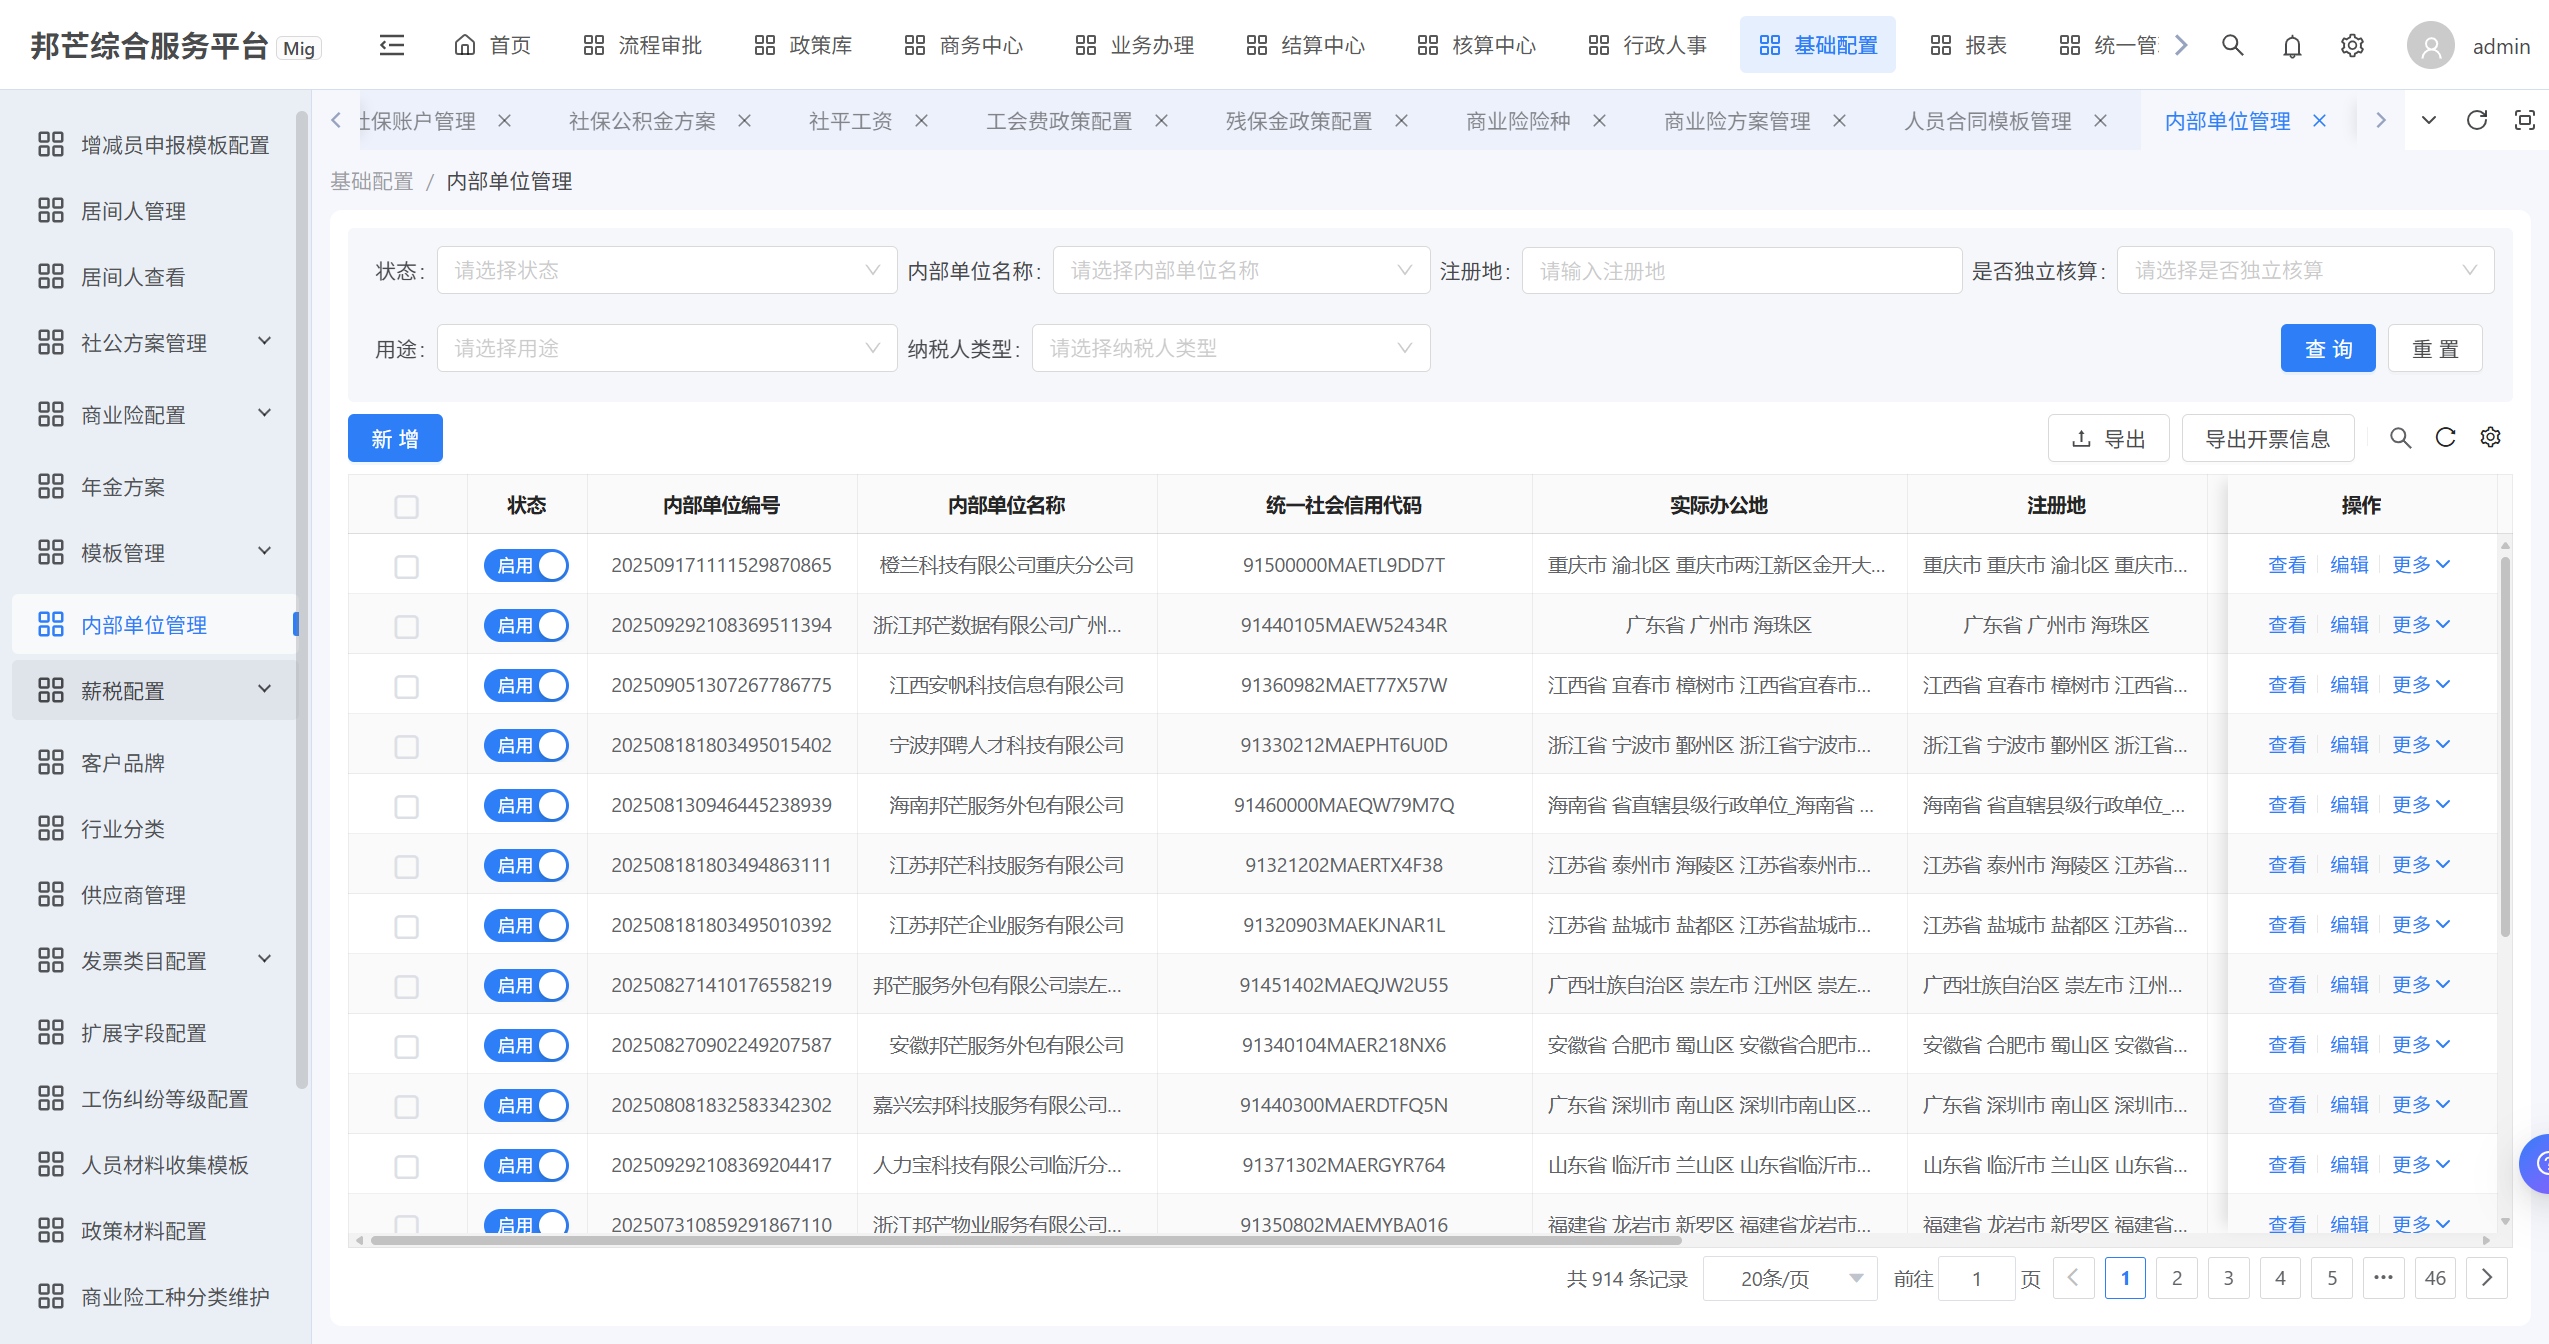 邦芒综合服务平台 Mig 首页 流程审批 政策库 商务中心 业务办理 结算中心 核算中心 行政人事 基础配置 报表 统一管 admin
社保账户管理 社保公积金方案 社平工资 工会费政策配置 残保金政策配置 商业险险种 商业险方案管理 人员合同模板管理 内部单位管理
基础配置 / 内部单位管理
增减员申报模板配置
居间人管理
居间人查看
社公方案管理
商业险配置
年金方案
模板管理
内部单位管理
薪税配置
客户品牌
行业分类
供应商管理
发票类目配置
扩展字段配置
工伤纠纷等级配置
人员材料收集模板
政策材料配置
商业险工种分类维护
状态: 请选择状态 内部单位名称: 请选择内部单位名称 注册地: 请输入注册地 是否独立核算: 请选择是否独立核算
用途: 请选择用途 纳税人类型: 请选择纳税人类型 查 询 重 置
新 增 导出 导出开票信息
状态 内部单位编号 内部单位名称 统一社会信用代码 实际办公地 注册地 操作
启用 202509171111529870865 橙兰科技有限公司重庆分公司 91500000MAETL9DD7T 重庆市 渝北区 重庆市两江新区金开大... 重庆市 重庆市 渝北区 重庆市... 查看 编辑 更多
启用 202509292108369511394 浙江邦芒数据有限公司广州... 91440105MAEW52434R 广东省 广州市 海珠区 广东省 广州市 海珠区 查看 编辑 更多
启用 202509051307267786775 江西安帆科技信息有限公司 91360982MAET77X57W 江西省 宜春市 樟树市 江西省宜春市... 江西省 宜春市 樟树市 江西省... 查看 编辑 更多
启用 202508181803495015402 宁波邦聘人才科技有限公司 91330212MAEPHT6U0D 浙江省 宁波市 鄞州区 浙江省宁波市... 浙江省 宁波市 鄞州区 浙江省... 查看 编辑 更多
启用 202508130946445238939 海南邦芒服务外包有限公司 91460000MAEQW79M7Q 海南省 省直辖县级行政单位_海南省 ... 海南省 省直辖县级行政单位_... 查看 编辑 更多
启用 202508181803494863111 江苏邦芒科技服务有限公司 91321202MAERTX4F38 江苏省 泰州市 海陵区 江苏省泰州市... 江苏省 泰州市 海陵区 江苏省... 查看 编辑 更多
启用 202508181803495010392 江苏邦芒企业服务有限公司 91320903MAEKJNAR1L 江苏省 盐城市 盐都区 江苏省盐城市... 江苏省 盐城市 盐都区 江苏省... 查看 编辑 更多
启用 202508271410176558219 邦芒服务外包有限公司崇左... 91451402MAEQJW2U55 广西壮族自治区 崇左市 江州区 崇左... 广西壮族自治区 崇左市 江州... 查看 编辑 更多
启用 202508270902249207587 安徽邦芒服务外包有限公司 91340104MAER218NX6 安徽省 合肥市 蜀山区 安徽省合肥市... 安徽省 合肥市 蜀山区 安徽省... 查看 编辑 更多
启用 202508081832583342302 嘉兴宏邦科技服务有限公司... 91440300MAERDTFQ5N 广东省 深圳市 南山区 深圳市南山区... 广东省 深圳市 南山区 深圳市... 查看 编辑 更多
启用 202509292108369204417 人力宝科技有限公司临沂分... 91371302MAERGYR764 山东省 临沂市 兰山区 山东省临沂市... 山东省 临沂市 兰山区 山东省... 查看 编辑 更多
启用 202507310859291867110 浙江邦芒物业服务有限公司... 91350802MAEMYBA016 福建省 龙岩市 新罗区 福建省龙岩市... 福建省 龙岩市 新罗区 福建省... 查看 编辑 更多
共 914 条记录 20条/页 前往 1 页 1 2 3 4 5 ••• 46